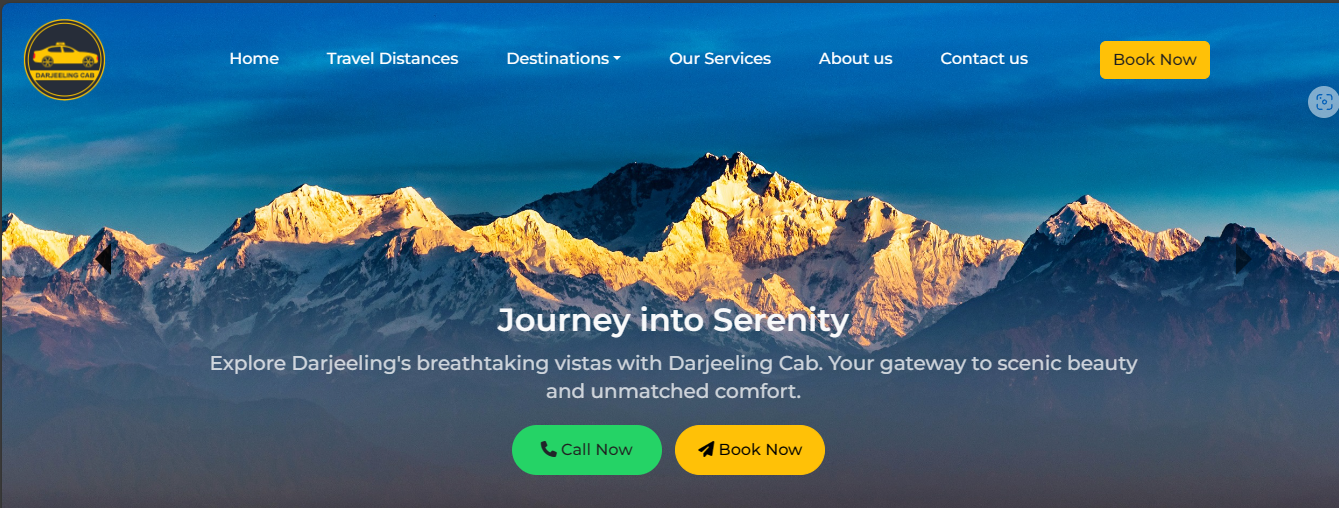 DARJEELING CAB
Home Travel Distances Destinations Our Services About us Contact us Book Now
Journey into Serenity
Explore Darjeeling's breathtaking vistas with Darjeeling Cab. Your gateway to scenic beauty
and unmatched comfort.
Call Now Book Now